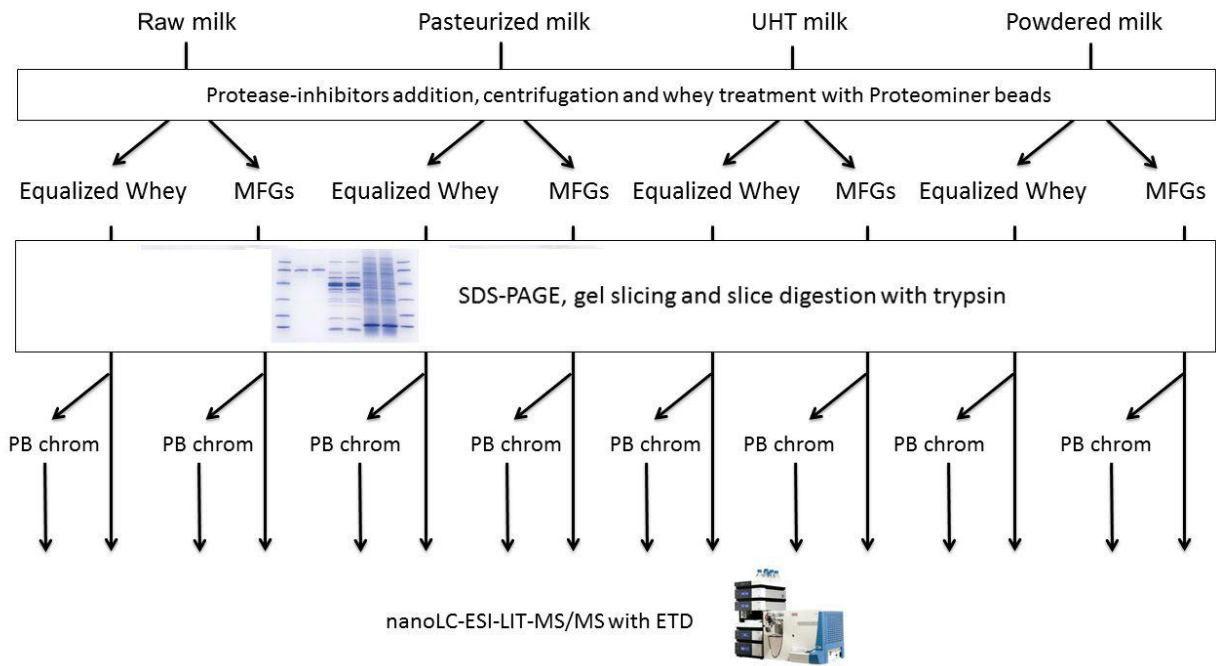 Raw milk Pasteurized milk UHT milk Powdered milk
Protease-inhibitors addition, centrifugation and whey treatment with Proteominer beads
Equalized Whey MFGs Equalized Whey MFGs Equalized Whey MFGs Equalized Whey MFGs
SDS-PAGE, gel slicing and slice digestion with trypsin
PB chrom PB chrom PB chrom PB chrom PB chrom PB chrom PB chrom PB chrom
nanoLC-ESI-LIT-MS/MS with ETD